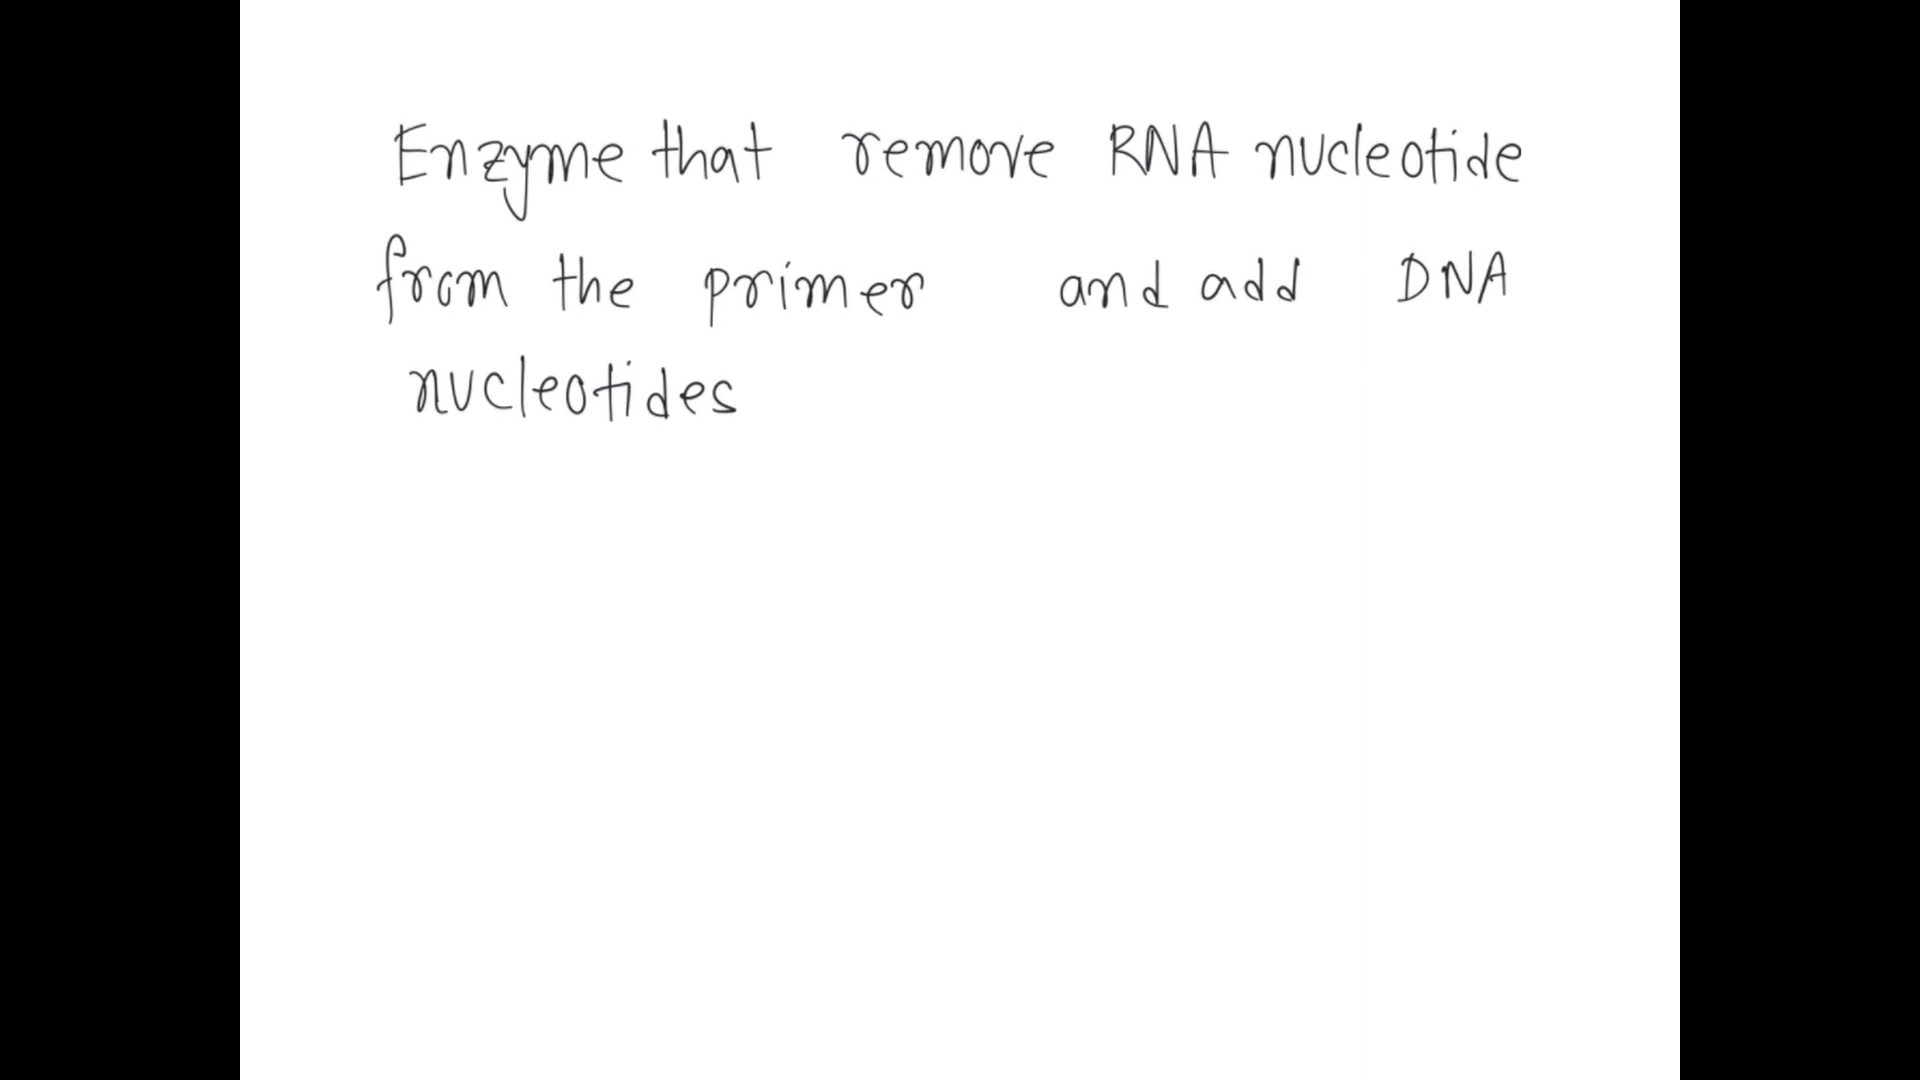 Enzyme that remove RNA nucleotide
from the primer and add DNA
nucleotides